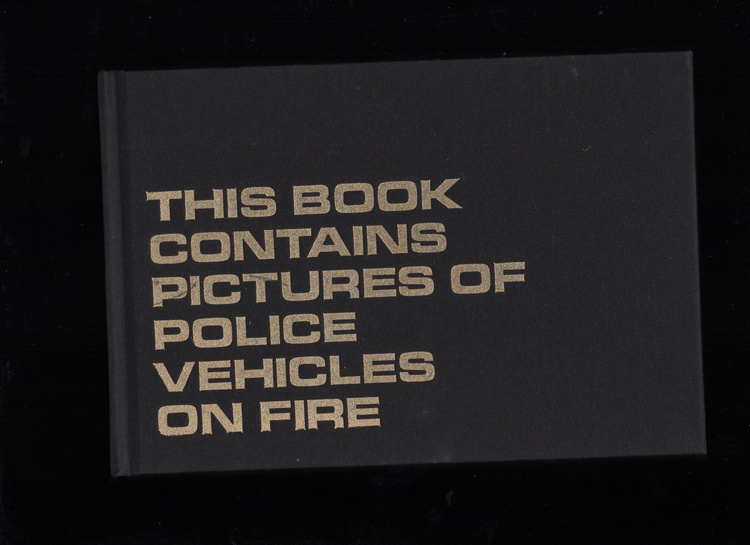 THIS BOOK
CONTAINS
PICTURES OF
POLICE
VEHICLES
ON FIRE